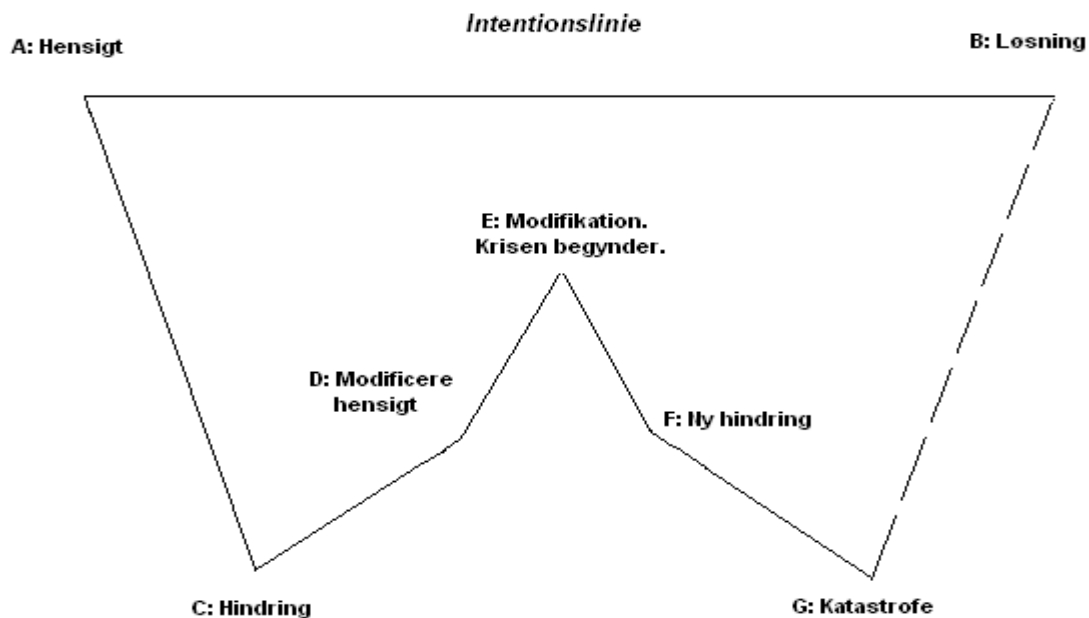 Intentionslinie
A: Hensigt
B: Løsning
E: Modifikation.
Krisen begynder.
D: Modificere
hensigt
F: Ny hindring
C: Hindring
G: Katastrofe